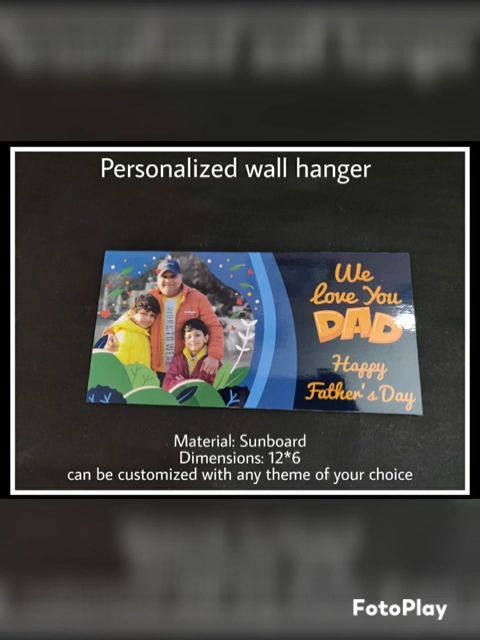 Personalized wall hanger
We
love You
DAD
Happy
Father's Day
Material: Sunboard
Dimensions: 12*6
can be customized with any theme of your choice
FotoPlay